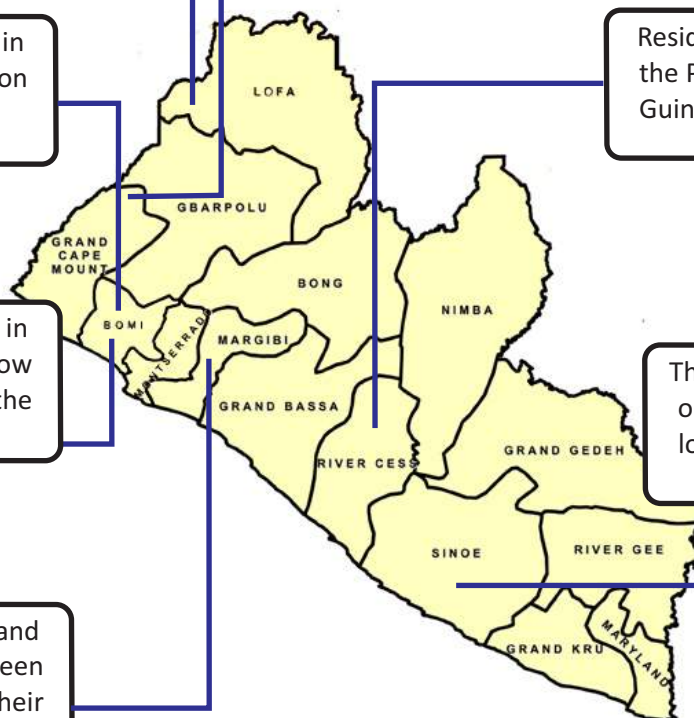 in
on
Resid
the P
Guin
LOFA
GBARPOLU
GRAND
CAPE
MOUNT
BONG
NIMBA
BOMI
MONTSERRADO
MARGIBI
in
ow
the
GRAND BASSA
Th
o
lo
RIVER CESS
GRAND GEDEH
SINOE
RIVER GEE
and
een
heir
GRAND KRU
MARYLAND